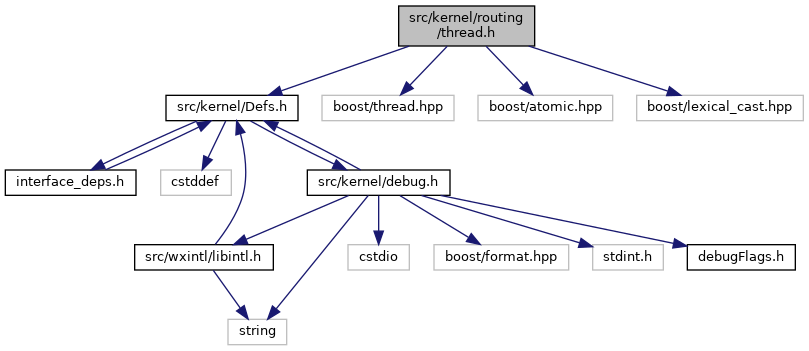 src/kernel/routing
/thread.h
src/kernel/Defs.h
boost/thread.hpp
boost/atomic.hpp
boost/lexical_cast.hpp
interface_deps.h
cstddef
src/kernel/debug.h
src/wxintl/libintl.h
cstdio
boost/format.hpp
stdint.h
debugFlags.h
string